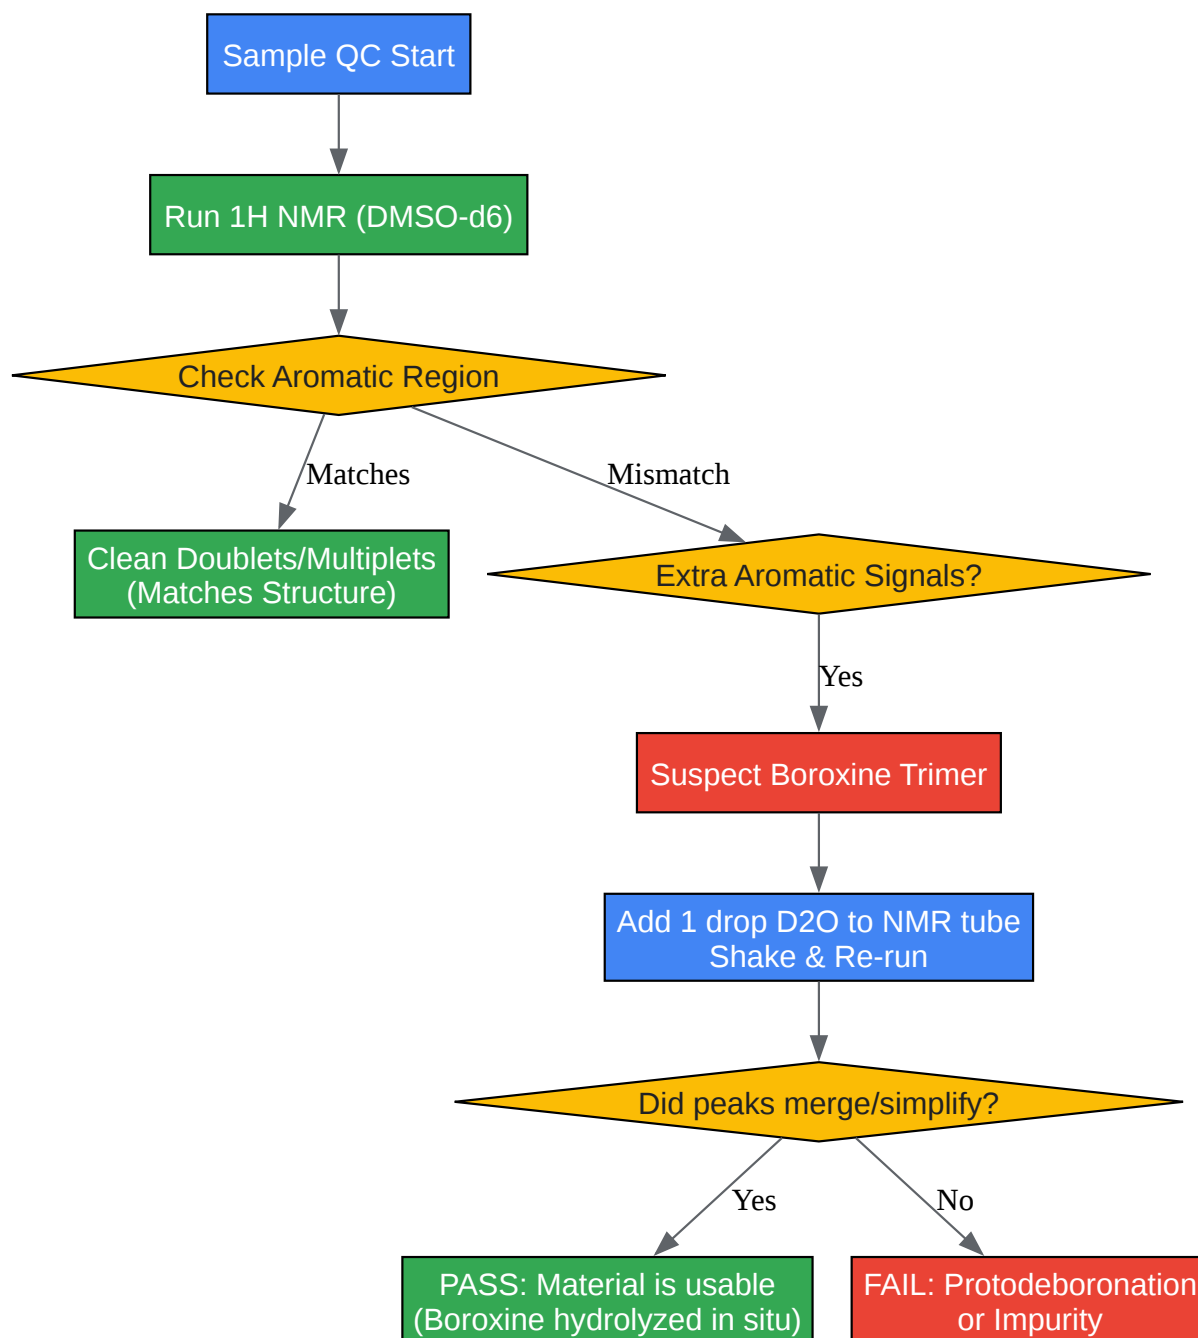 Sample QC Start
Run 1H NMR (DMSO-d6)
Check Aromatic Region
Matches
Mismatch
Clean Doublets/Multiplets
(Matches Structure)
Extra Aromatic Signals?
Yes
Suspect Boroxine Trimer
Add 1 drop D2O to NMR tube
Shake & Re-run
Did peaks merge/simplify?
Yes
No
PASS: Material is usable
(Boroxine hydrolyzed in situ)
FAIL: Protodeboronation
or Impurity